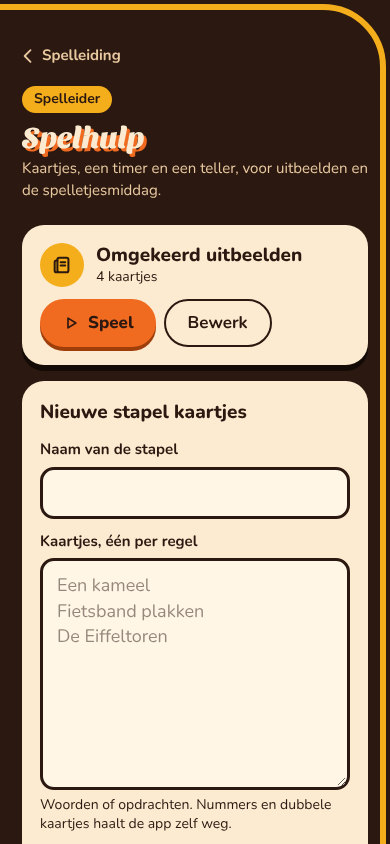 Spelleiding
Spelleider
Spelhulp
Kaartjes, een timer en een teller, voor uitbeelden en
de spelletjesmiddag.
Omgekeerd uitbeelden
4 kaartjes
Speel
Bewerk
Nieuwe stapel kaartjes
Naam van de stapel
Kaartjes, één per regel
Een kameel
Fietsband plakken
De Eiffeltoren
Woorden of opdrachten. Nummers en dubbele
kaartjes haalt de app zelf weg.